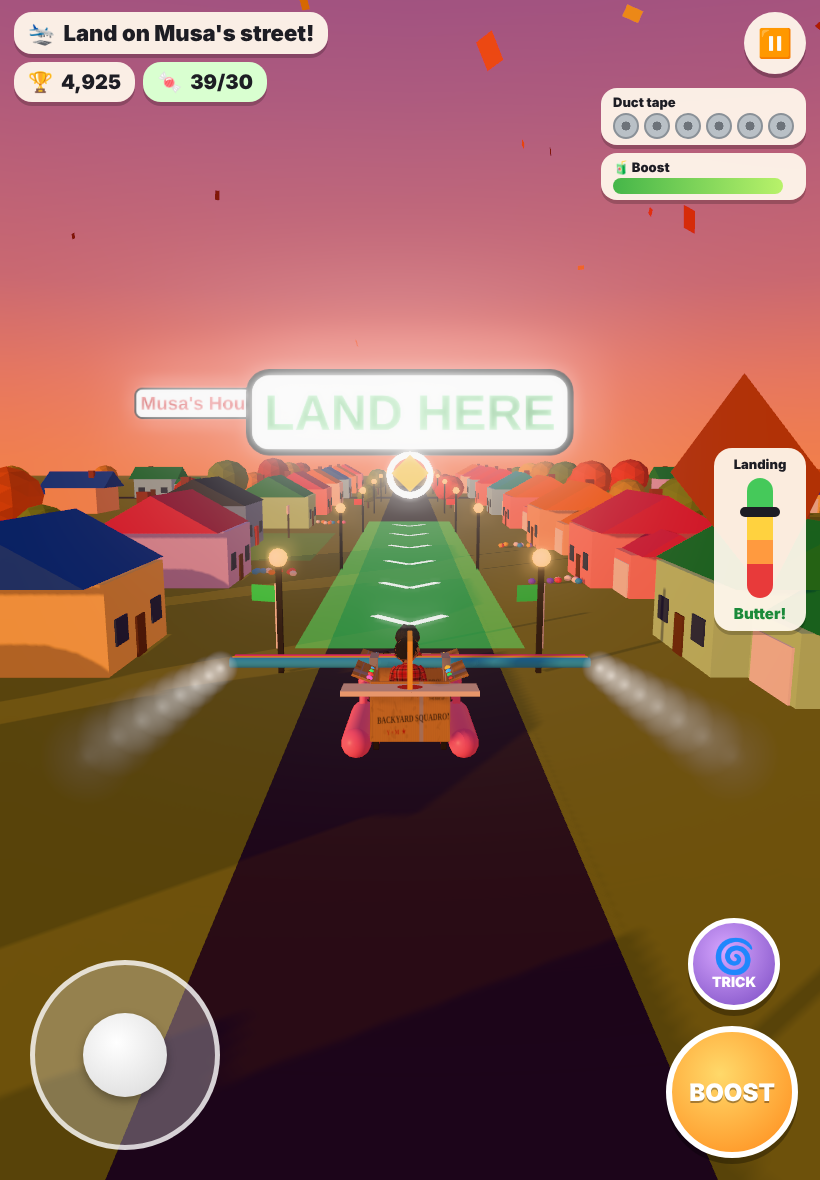 Land on Musa's street!
4,925
39/30
Duct tape
Boost
Musa's Hou
LAND HERE
Landing
Butter!
BACKYARD SQUADRON
TRICK
BOOST